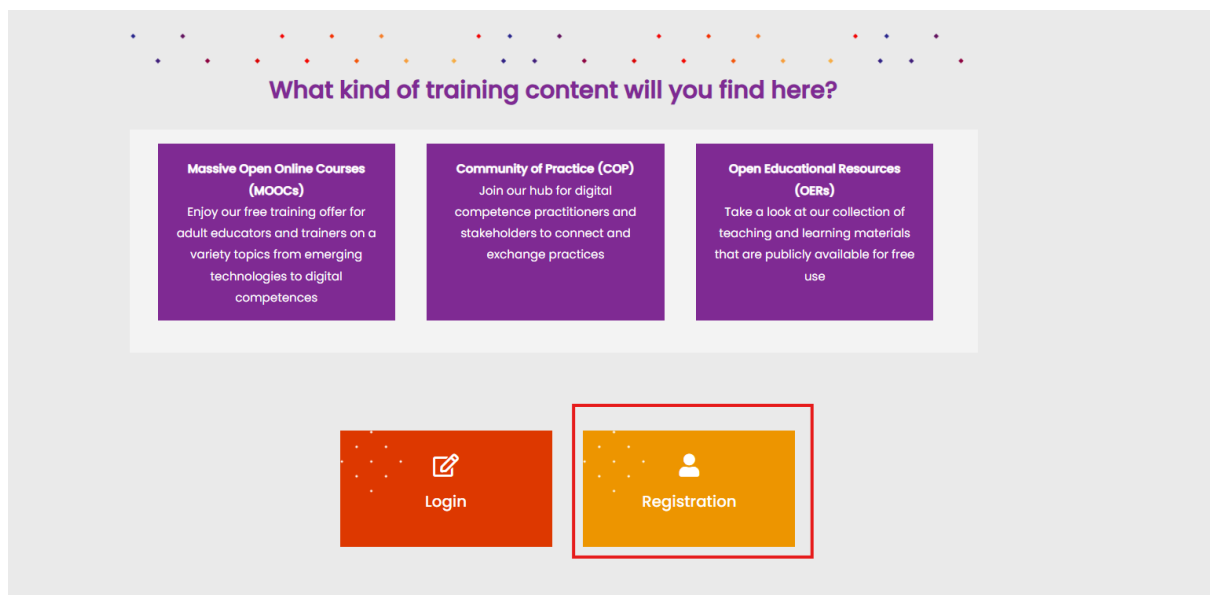 What kind of training content will you find here?
Massive Open Online Courses
(MOOCs)
Enjoy our free training offer for
adult educators and trainers on a
variety topics from emerging
technologies to digital
competences
Community of Practice (COP)
Join our hub for digital
competence practitioners and
stakeholders to connect and
exchange practices
Open Educational Resources
(OERs)
Take a look at our collection of
teaching and learning materials
that are publicly available for free
use
Login
Registration